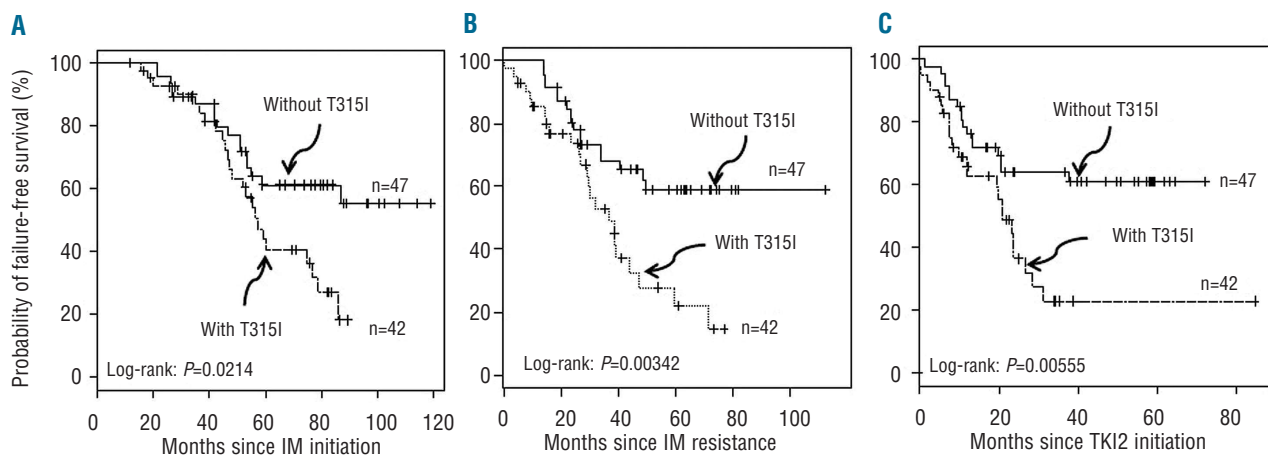 A
B
C
Probability of failure-free survival (%)
100
80
60
40
20
0
Without T315I
n=47
With T315I
n=42
Log-rank: P=0.0214
0 20 40 60 80 100 120
Months since IM initiation
100
80
60
40
20
0
Without T315I
n=47
With T315I
n=42
Log-rank: P=0.00342
0 20 40 60 80 100
Months since IM resistance
100
80
60
40
20
0
Without T315I
n=47
With T315I
n=42
Log-rank: P=0.00555
0 20 40 60 80
Months since TKI2 initiation